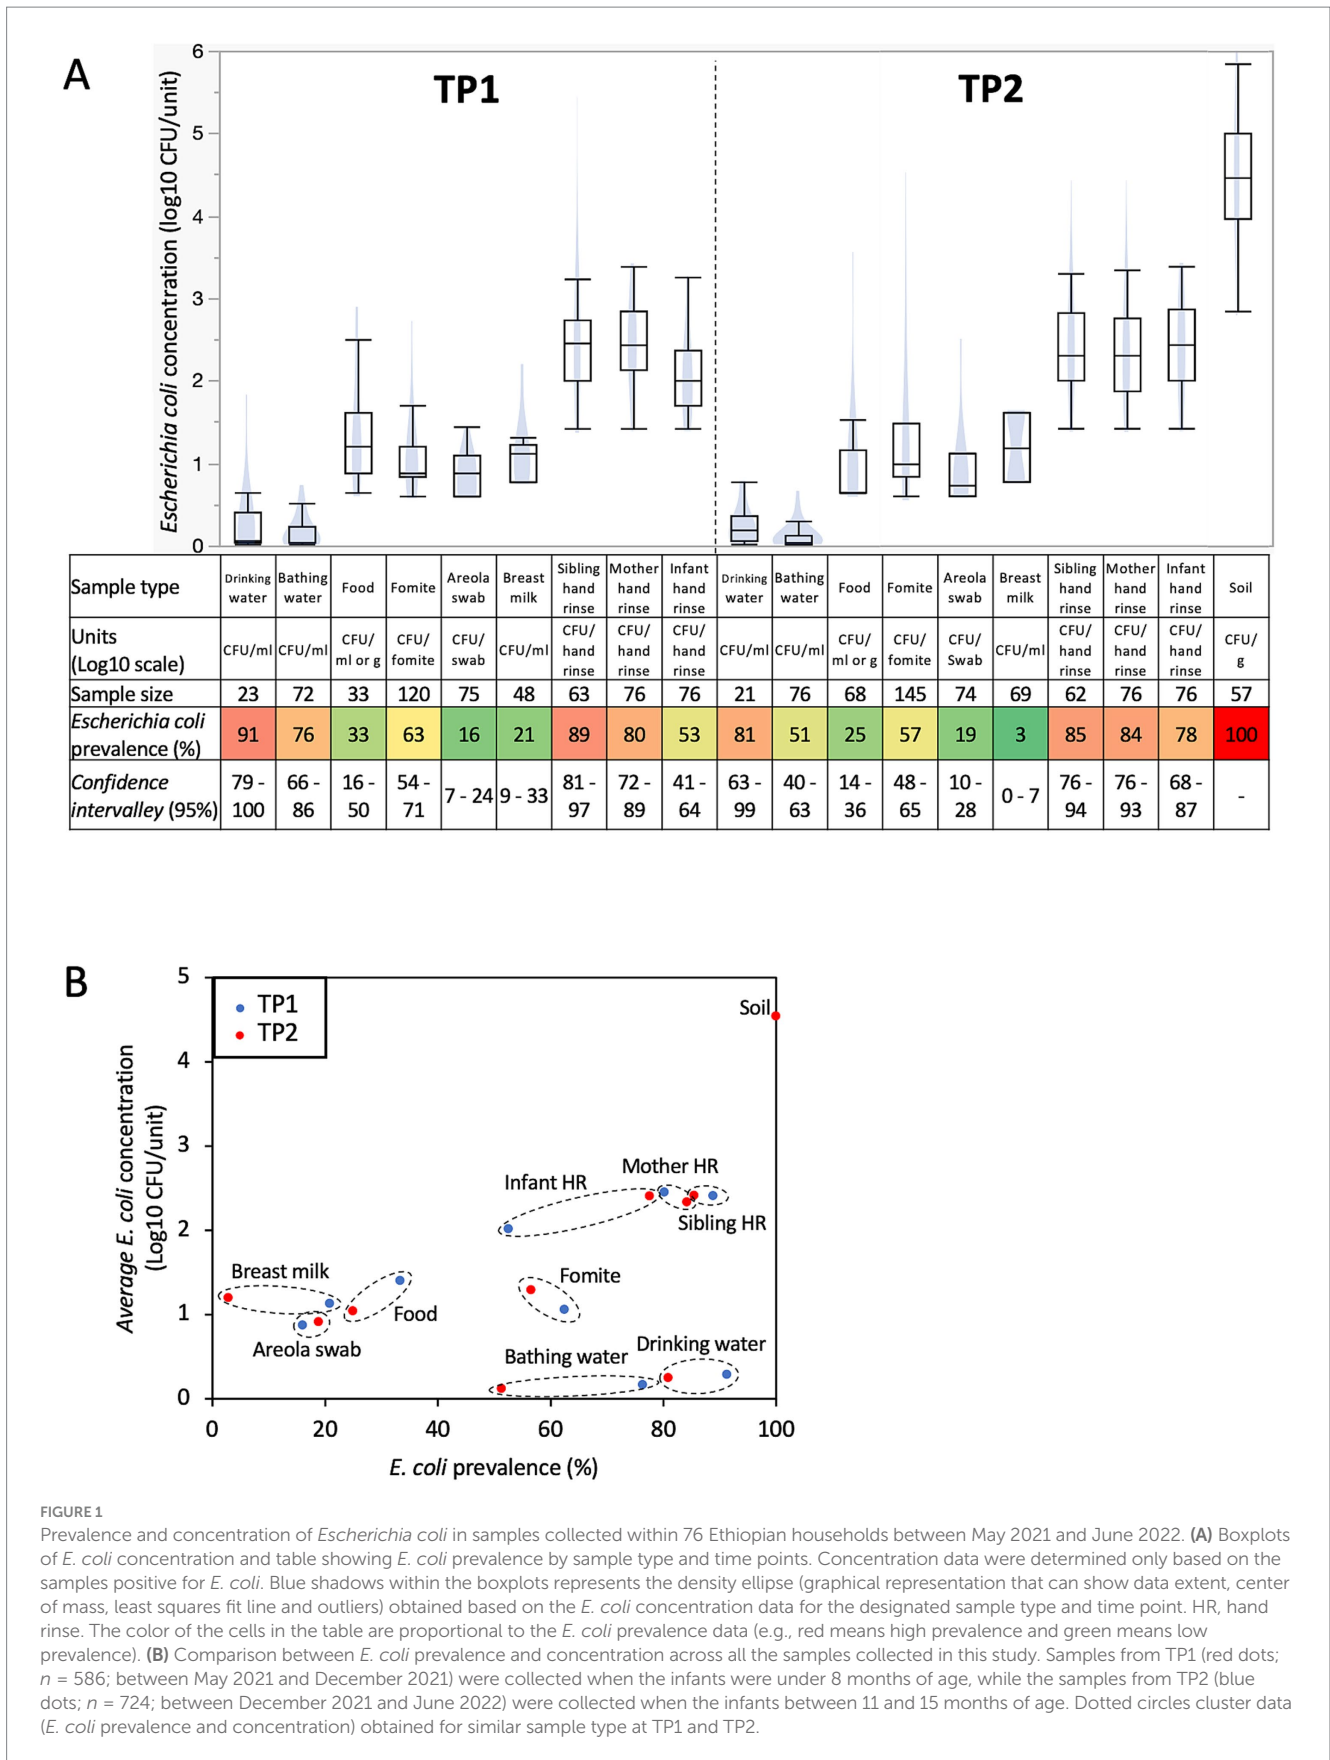 A
TP1
TP2
Escherichia coli concentration (log10 CFU/unit)
6
5
4
3
2
1
0
Sample type
Drinking water
Bathing water
Food
Fomite
Areola swab
Breast milk
Sibling hand rinse
Mother hand rinse
Infant hand rinse
Drinking water
Bathing water
Food
Fomite
Areola swab
Breast milk
Sibling hand rinse
Mother hand rinse
Infant hand rinse
Soil
Units (Log10 scale)
CFU/ml
CFU/ml
CFU/ ml or g
CFU/ fomite
CFU/ swab
CFU/ml
CFU/ hand rinse
CFU/ hand rinse
CFU/ hand rinse
CFU/ml
CFU/ml
CFU/ ml or g
CFU/ fomite
CFU/ Swab
CFU/ml
CFU/ hand rinse
CFU/ hand rinse
CFU/ hand rinse
CFU/ g
Sample size 23 72 33 120 75 48 63 76 76 21 76 68 145 74 69 62 76 76 57
Escherichia coli prevalence (%) 91 76 33 63 16 21 89 80 53 81 51 25 57 19 3 85 84 78 100
Confidence intervalley (95%) 79 - 100 66 - 86 16 - 50 54 - 71 7 - 24 9 - 33 81 - 97 72 - 89 41 - 64 63 - 99 40 - 63 14 - 36 48 - 65 10 - 28 0 - 7 76 - 94 76 - 93 68 - 87 -
B
TP1
TP2
Average E. coli concentration
(Log10 CFU/unit)
5
4
3
2
1
0
Soil
Mother HR
Infant HR
Sibling HR
Breast milk
Fomite
Food
Areola swab
Drinking water
Bathing water
0 20 40 60 80 100
E. coli prevalence (%)
FIGURE 1
Prevalence and concentration of Escherichia coli in samples collected within 76 Ethiopian households between May 2021 and June 2022. (A) Boxplots
of E. coli concentration and table showing E. coli prevalence by sample type and time points. Concentration data were determined only based on the
samples positive for E. coli. Blue shadows within the boxplots represents the density ellipse (graphical representation that can show data extent, center
of mass, least squares fit line and outliers) obtained based on the E. coli concentration data for the designated sample type and time point. HR, hand
rinse. The color of the cells in the table are proportional to the E. coli prevalence data (e.g., red means high prevalence and green means low
prevalence). (B) Comparison between E. coli prevalence and concentration across all the samples collected in this study. Samples from TP1 (red dots;
n = 586; between May 2021 and December 2021) were collected when the infants were under 8 months of age, while the samples from TP2 (blue
dots; n = 724; between December 2021 and June 2022) were collected when the infants between 11 and 15 months of age. Dotted circles cluster data
(E. coli prevalence and concentration) obtained for similar sample type at TP1 and TP2.